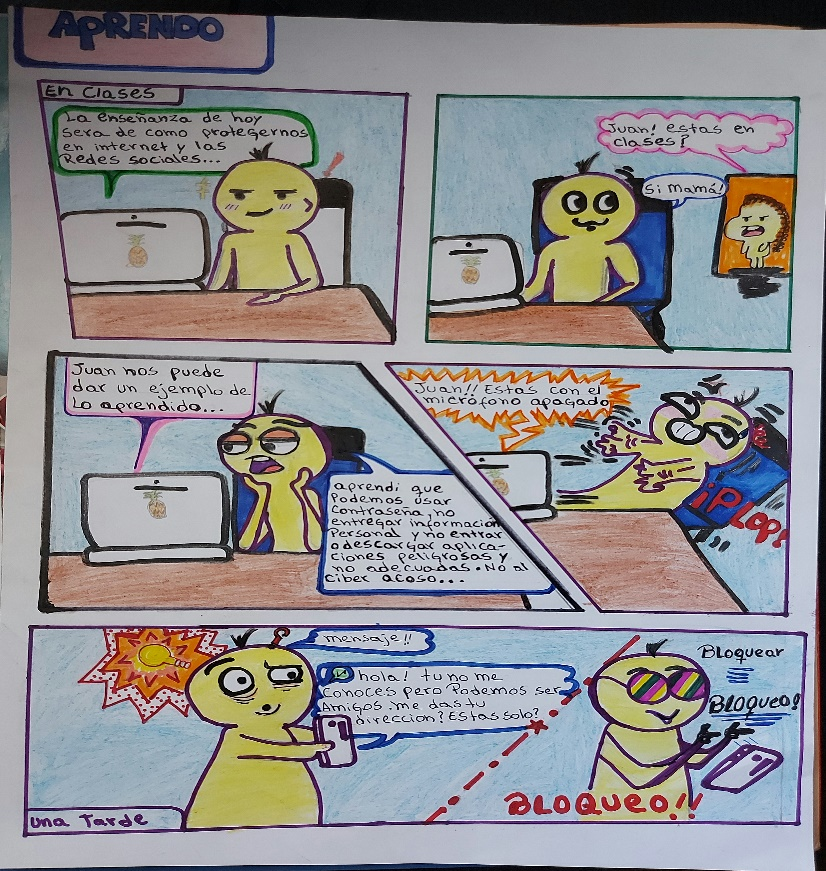 APRENDO
En Clases
La enseñanza de hoy
sera de como protegernos
en internet y las
Redes sociales...
Juan! estas en
clases?
Si mamá!
Juan nos puede
dar un ejemplo de
Lo aprendido...
aprendi que
Podemos usar
contraseña, no
entregar información
Personal y no entrar
o descargar aplica-
ciones peligrosas y
no adecuadas. No al
Ciber acoso...
Juan!! Estas con el
micrófono apagado
¡PLOP!
mensaje!!
hola! tu no me
Conoces pero Podemos ser
Amigos. me das tu
dirección? Estas solo?
Bloquear
BLOQUEO!
BLOQUEO!!
una Tarde